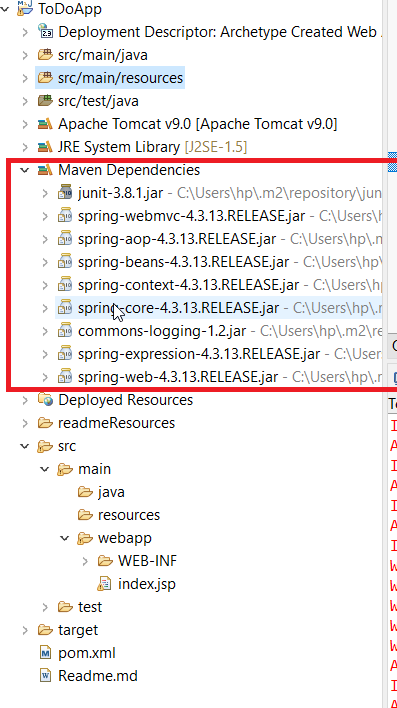 ToDoApp
Deployment Descriptor: Archetype Created Web
src/main/java
src/main/resources
src/test/java
Apache Tomcat v9.0 [Apache Tomcat v9.0]
JRE System Library [J2SE-1.5]
Maven Dependencies
junit-3.8.1.jar - C:\Users\hp\.m2\repository\jun
spring-webmvc-4.3.13.RELEASE.jar - C:\Users
spring-aop-4.3.13.RELEASE.jar - C:\Users\hp\.m
spring-beans-4.3.13.RELEASE.jar - C:\Users\hp\
spring-context-4.3.13.RELEASE.jar - C:\Users\h
spring-core-4.3.13.RELEASE.jar - C:\Users\hp\.
commons-logging-1.2.jar - C:\Users\hp\.m2\re
spring-expression-4.3.13.RELEASE.jar - C:\Users
spring-web-4.3.13.RELEASE.jar - C:\Users\hp\.
Deployed Resources
readmeResources
src
main
java
resources
webapp
WEB-INF
index.jsp
test
target
pom.xml
Readme.md